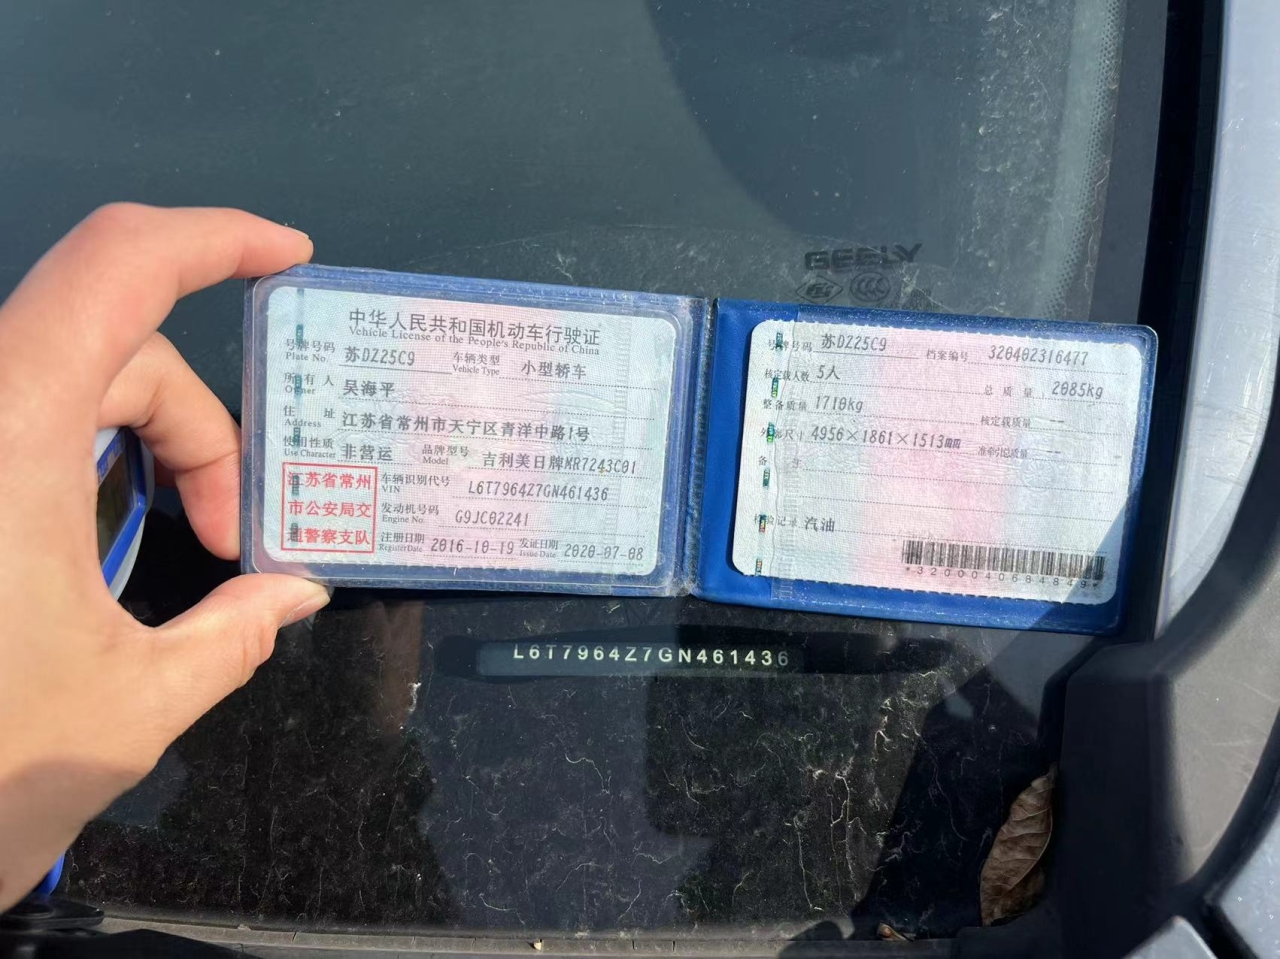 GEELY
中华人民共和国机动车行驶证
Vehicle License of the People's Republic of China
号牌号码 苏DZ25C9 车辆类型 小型轿车
Plate No. Vehicle Type
所有人 吴海平
Owner
住址 江苏省常州市天宁区青洋中路1号
Address
使用性质 非营运 品牌型号 吉利美日牌MR7243C01
Use Character Model
江苏省常州
市公安局交
通警察支队
车辆识别代号 L6T7964Z7GN461436
VIN
发动机号码 G9JC02241
Engine No.
注册日期 2016-10-19 发证日期 2020-07-08
Register Date Issue Date
号牌号码 苏DZ25C9 档案编号 320402316477
核定载人数 5人 总质量 2085kg
整备质量 1710kg 核定载质量 --
外廓尺寸 4956×1861×1513mm 准牵引总质量 --
备注
检验记录 汽油
*3200040684849*
L6T7964Z7GN461436